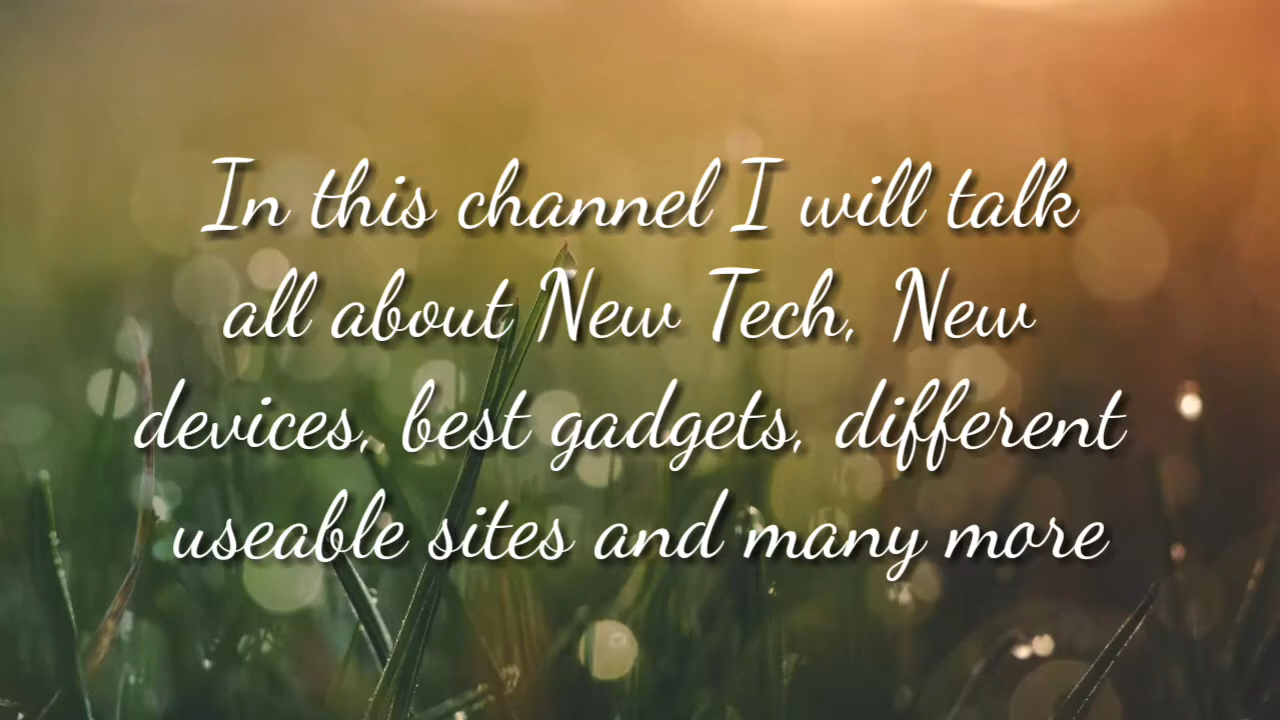 In this channel I will talk
all about New Tech, New
devices, best gadgets, different
useable sites and many more